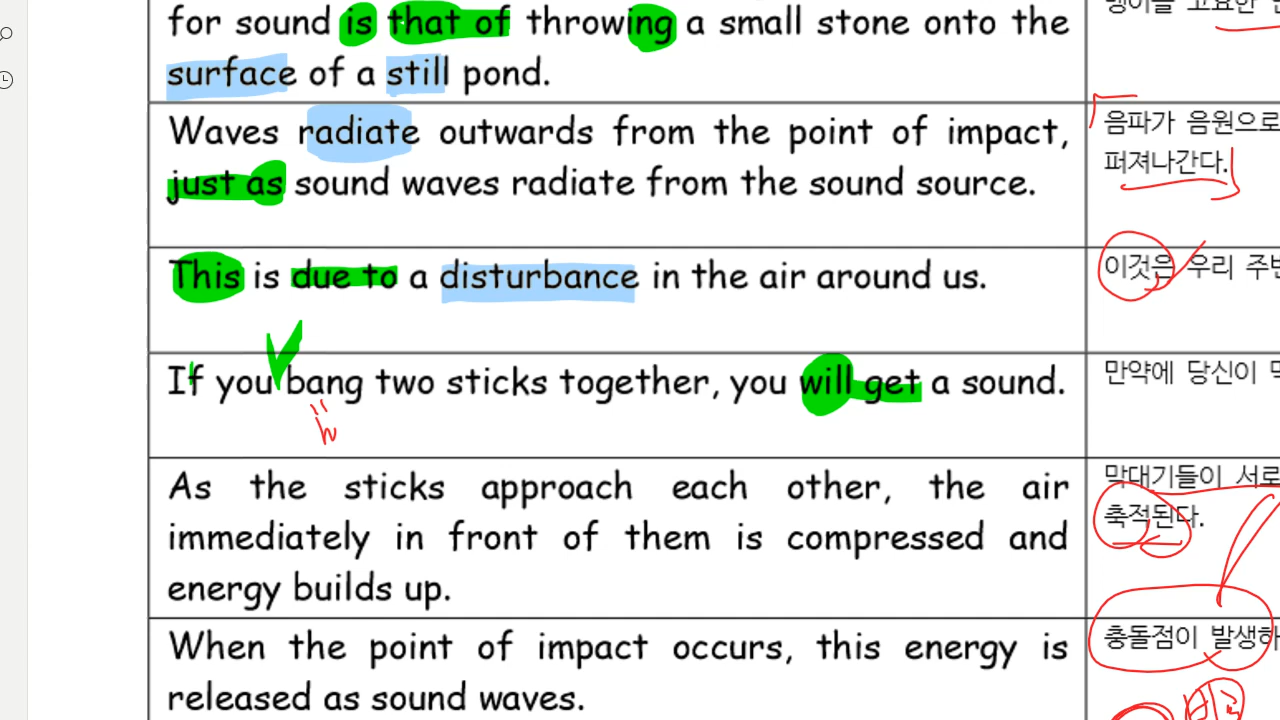 for sound is that of throwing a small stone onto the
surface of a still pond.
Waves radiate outwards from the point of impact,
just as sound waves radiate from the sound source.
음파가 음원으로
퍼져나간다.
This is due to a disturbance in the air around us.
이것은 우리 주변
If you bang two sticks together, you will get a sound.
만약에 당신이
As the sticks approach each other, the air
immediately in front of them is compressed and
energy builds up.
막대기들이 서로
축적된다.
When the point of impact occurs, this energy is
released as sound waves.
충돌점이 발생하